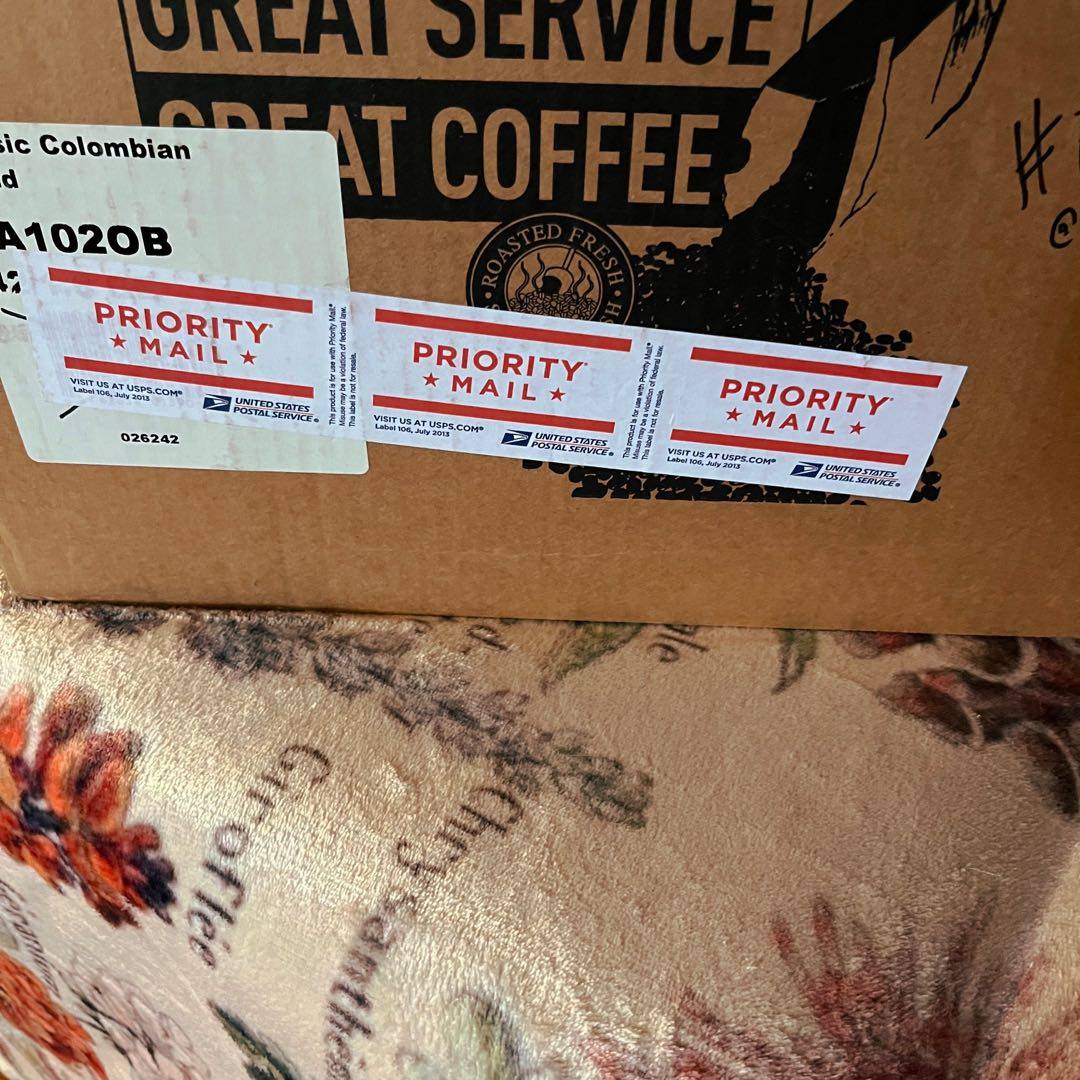 GREAT SERVICE
GREAT COFFEE
sic Colombian
d
A102OB
026242
ROASTED FRESH
#
@
PRIORITY
★ MAIL ★
VISIT US AT USPS.COM®
Label 106, July 2013
UNITED STATES
POSTAL SERVICE®
This product is for use with Priority Mail®
Misuse may be a violation of federal law.
This label is not for resale.
PRIORITY
★ MAIL ★
VISIT US AT USPS.COM®
Label 106, July 2013
UNITED STATES
POSTAL SERVICE®
This product is for use with Priority Mail®
Misuse may be a violation of federal law.
This label is not for resale.
PRIORITY
★ MAIL ★
VISIT US AT USPS.COM®
Label 106, July 2013
UNITED STATES
POSTAL SERVICE®
Giroflée